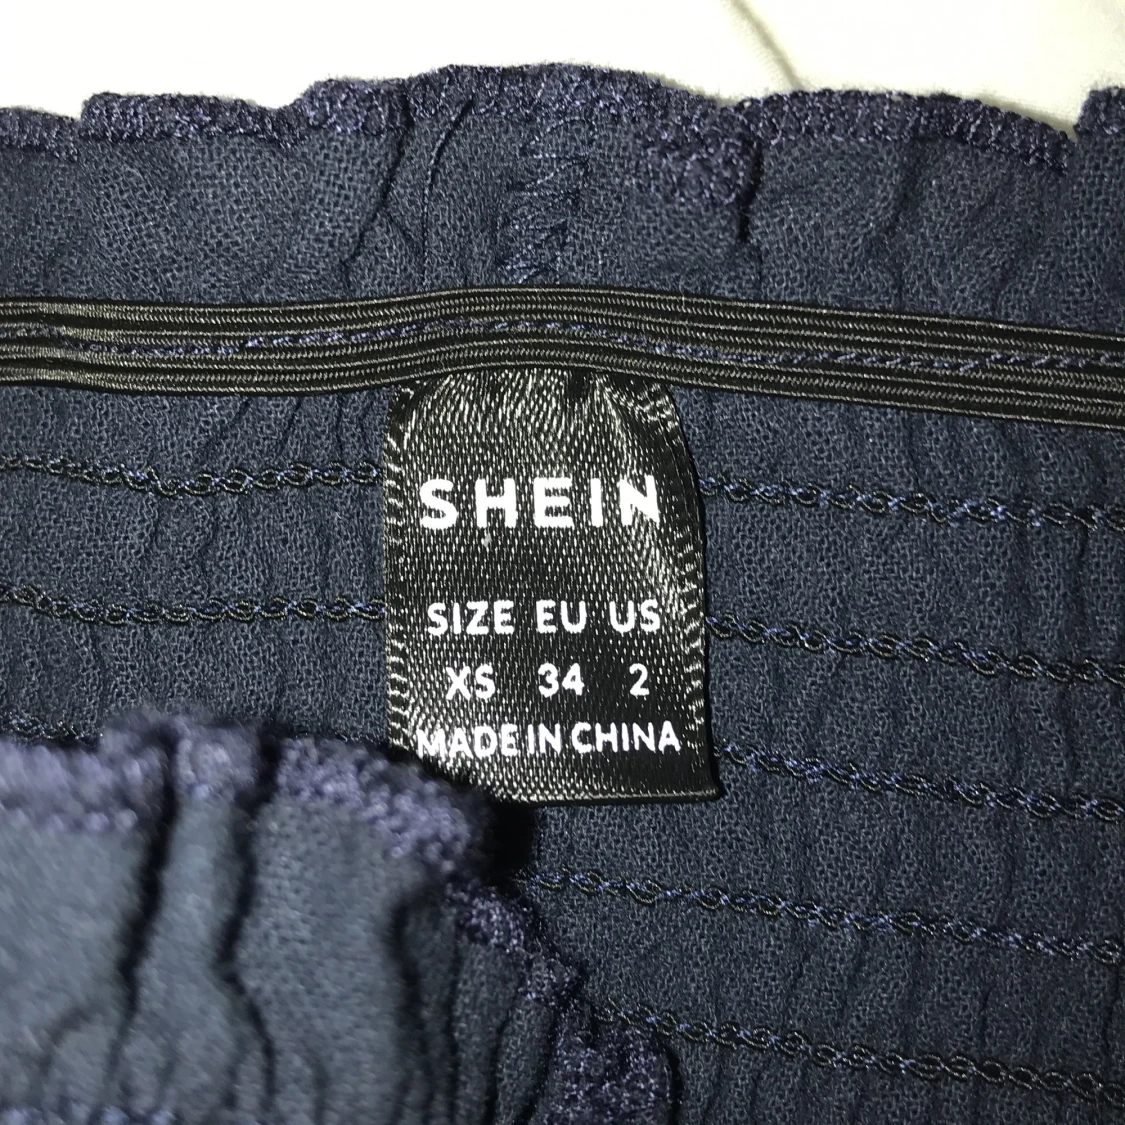 SHEIN
SIZE EU US
XS 34 2
MADE IN CHINA